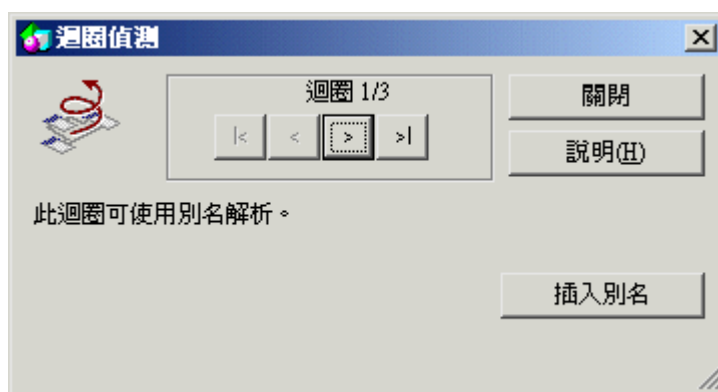 迴圈偵測
迴圈 1/3
|< < > >|
關閉
說明(H)
此迴圈可使用別名解析。
插入別名